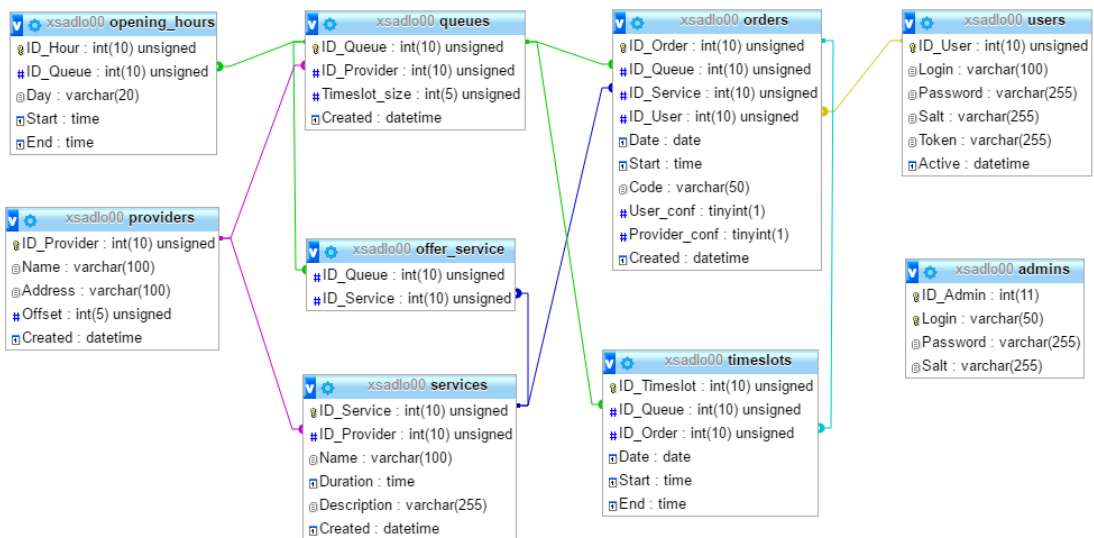 xsadlo00 opening_hours
ID_Hour : int(10) unsigned
ID_Queue : int(10) unsigned
Day : varchar(20)
Start : time
End : time
xsadlo00 queues
ID_Queue : int(10) unsigned
ID_Provider : int(10) unsigned
Timeslot_size : int(5) unsigned
Created : datetime
xsadlo00 orders
ID_Order : int(10) unsigned
ID_Queue : int(10) unsigned
ID_Service : int(10) unsigned
ID_User : int(10) unsigned
Date : date
Start : time
Code : varchar(50)
User_conf : tinyint(1)
Provider_conf : tinyint(1)
Created : datetime
xsadlo00 users
ID_User : int(10) unsigned
Login : varchar(100)
Password : varchar(255)
Salt : varchar(255)
Token : varchar(255)
Active : datetime
xsadlo00 providers
ID_Provider : int(10) unsigned
Name : varchar(100)
Address : varchar(100)
Offset : int(5) unsigned
Created : datetime
xsadlo00 offer_service
ID_Queue : int(10) unsigned
ID_Service : int(10) unsigned
xsadlo00 admins
ID_Admin : int(11)
Login : varchar(50)
Password : varchar(255)
Salt : varchar(255)
xsadlo00 services
ID_Service : int(10) unsigned
ID_Provider : int(10) unsigned
Name : varchar(100)
Duration : time
Description : varchar(255)
Created : datetime
xsadlo00 timeslots
ID_Timeslot : int(10) unsigned
ID_Queue : int(10) unsigned
ID_Order : int(10) unsigned
Date : date
Start : time
End : time